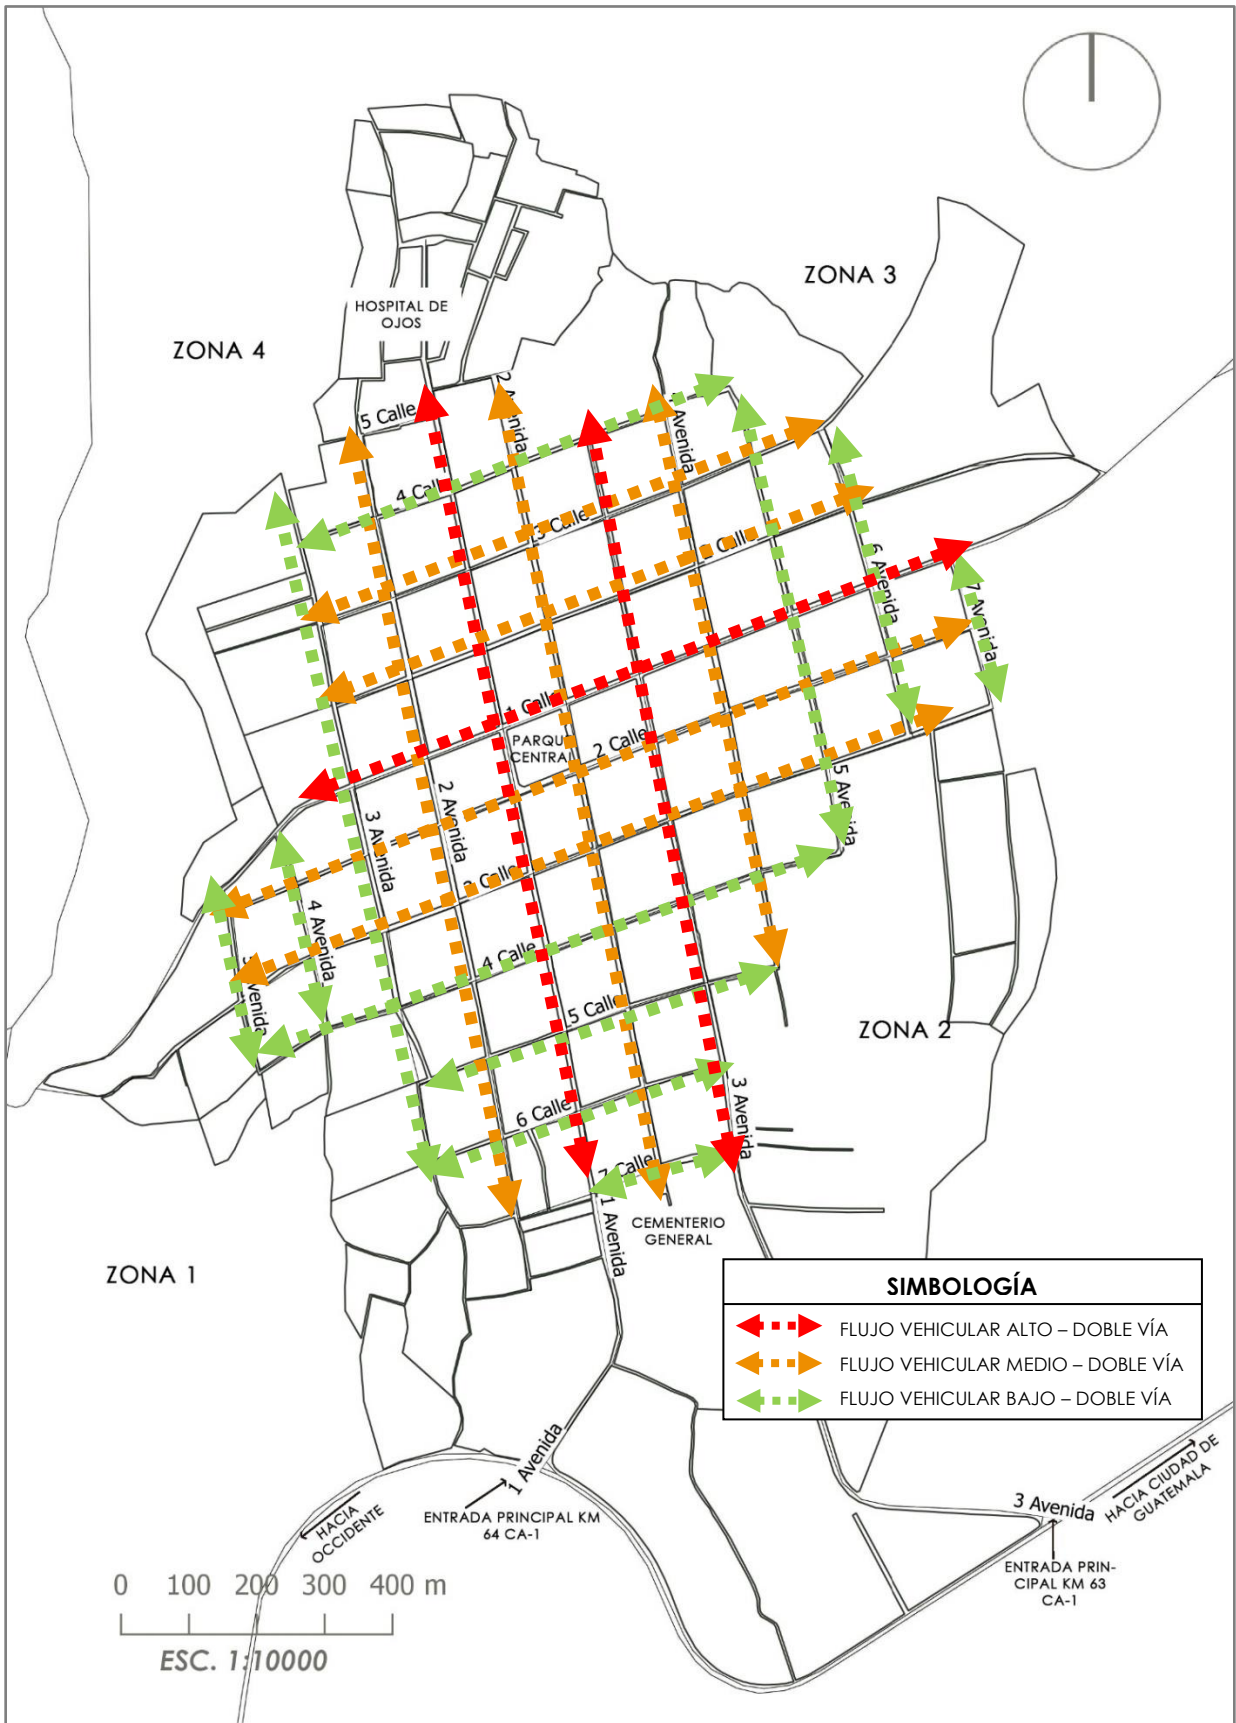 ZONA 3
HOSPITAL DE
OJOS
ZONA 4
2 Avenida
5 Calle
Avenida
4 Calle
3 Calle
2 Calle
6 Avenida
7 Avenida
1 Calle
PARQUE
CENTRAL
2 Calle
5 Avenida
2 Avenida
3 Avenida
3 Calle
4 Avenida
4 Calle
5 Avenida
5 Calle
ZONA 2
6 Calle
3 Avenida
7 Calle
1 Avenida
CEMENTERIO
GENERAL
ZONA 1
SIMBOLOGÍA
FLUJO VEHICULAR ALTO – DOBLE VÍA
FLUJO VEHICULAR MEDIO – DOBLE VÍA
FLUJO VEHICULAR BAJO – DOBLE VÍA
1 Avenida
HACIA
OCCIDENTE
ENTRADA PRINCIPAL KM
64 CA-1
3 Avenida
HACIA CIUDAD DE
GUATEMALA
ENTRADA PRIN-
CIPAL KM 63
CA-1
0 100 200 300 400 m
ESC. 1:10000